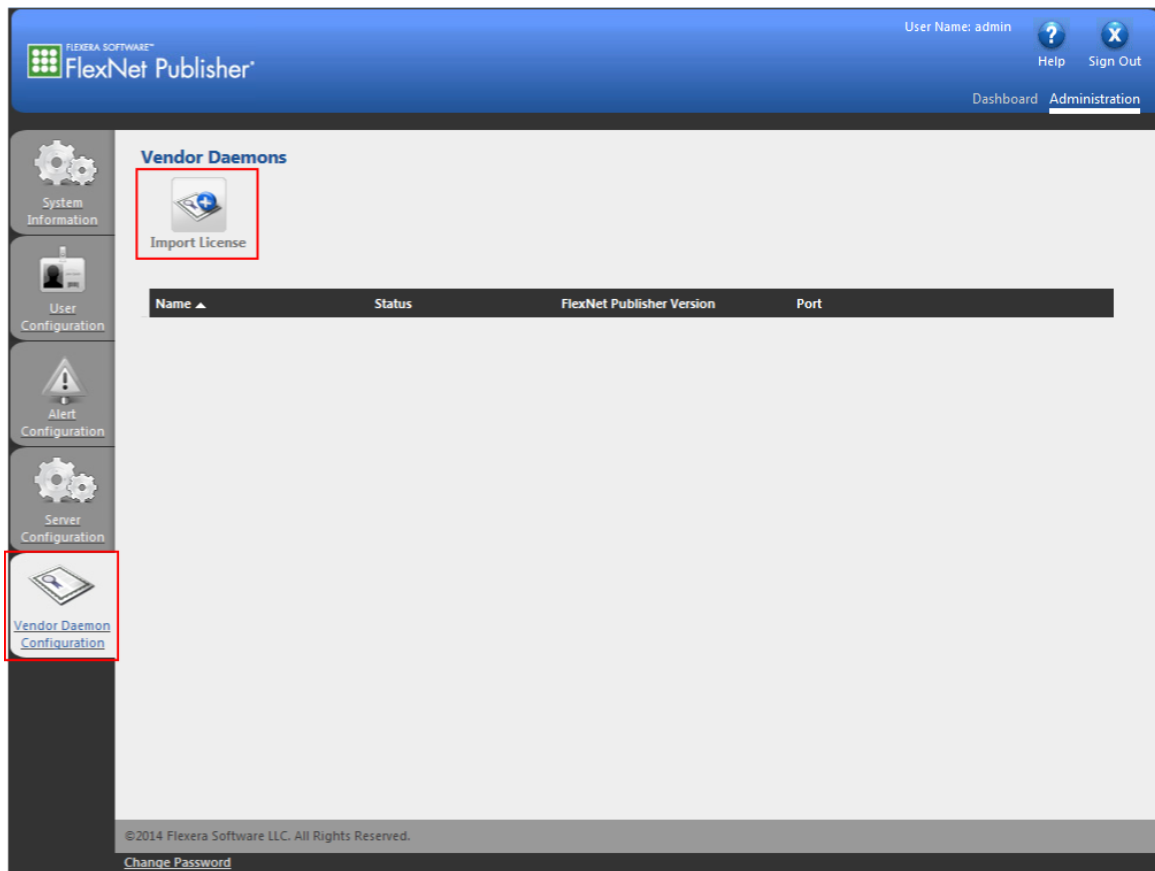 User Name: admin
FLEXERA SOFTWARE™
FlexNet Publisher®
?
X
Help
Sign Out
Dashboard
Administration
System
Information
User
Configuration
Alert
Configuration
Server
Configuration
Vendor Daemon
Configuration
Vendor Daemons
Import License
Name ▲ Status FlexNet Publisher Version Port
©2014 Flexera Software LLC. All Rights Reserved.
Change Password